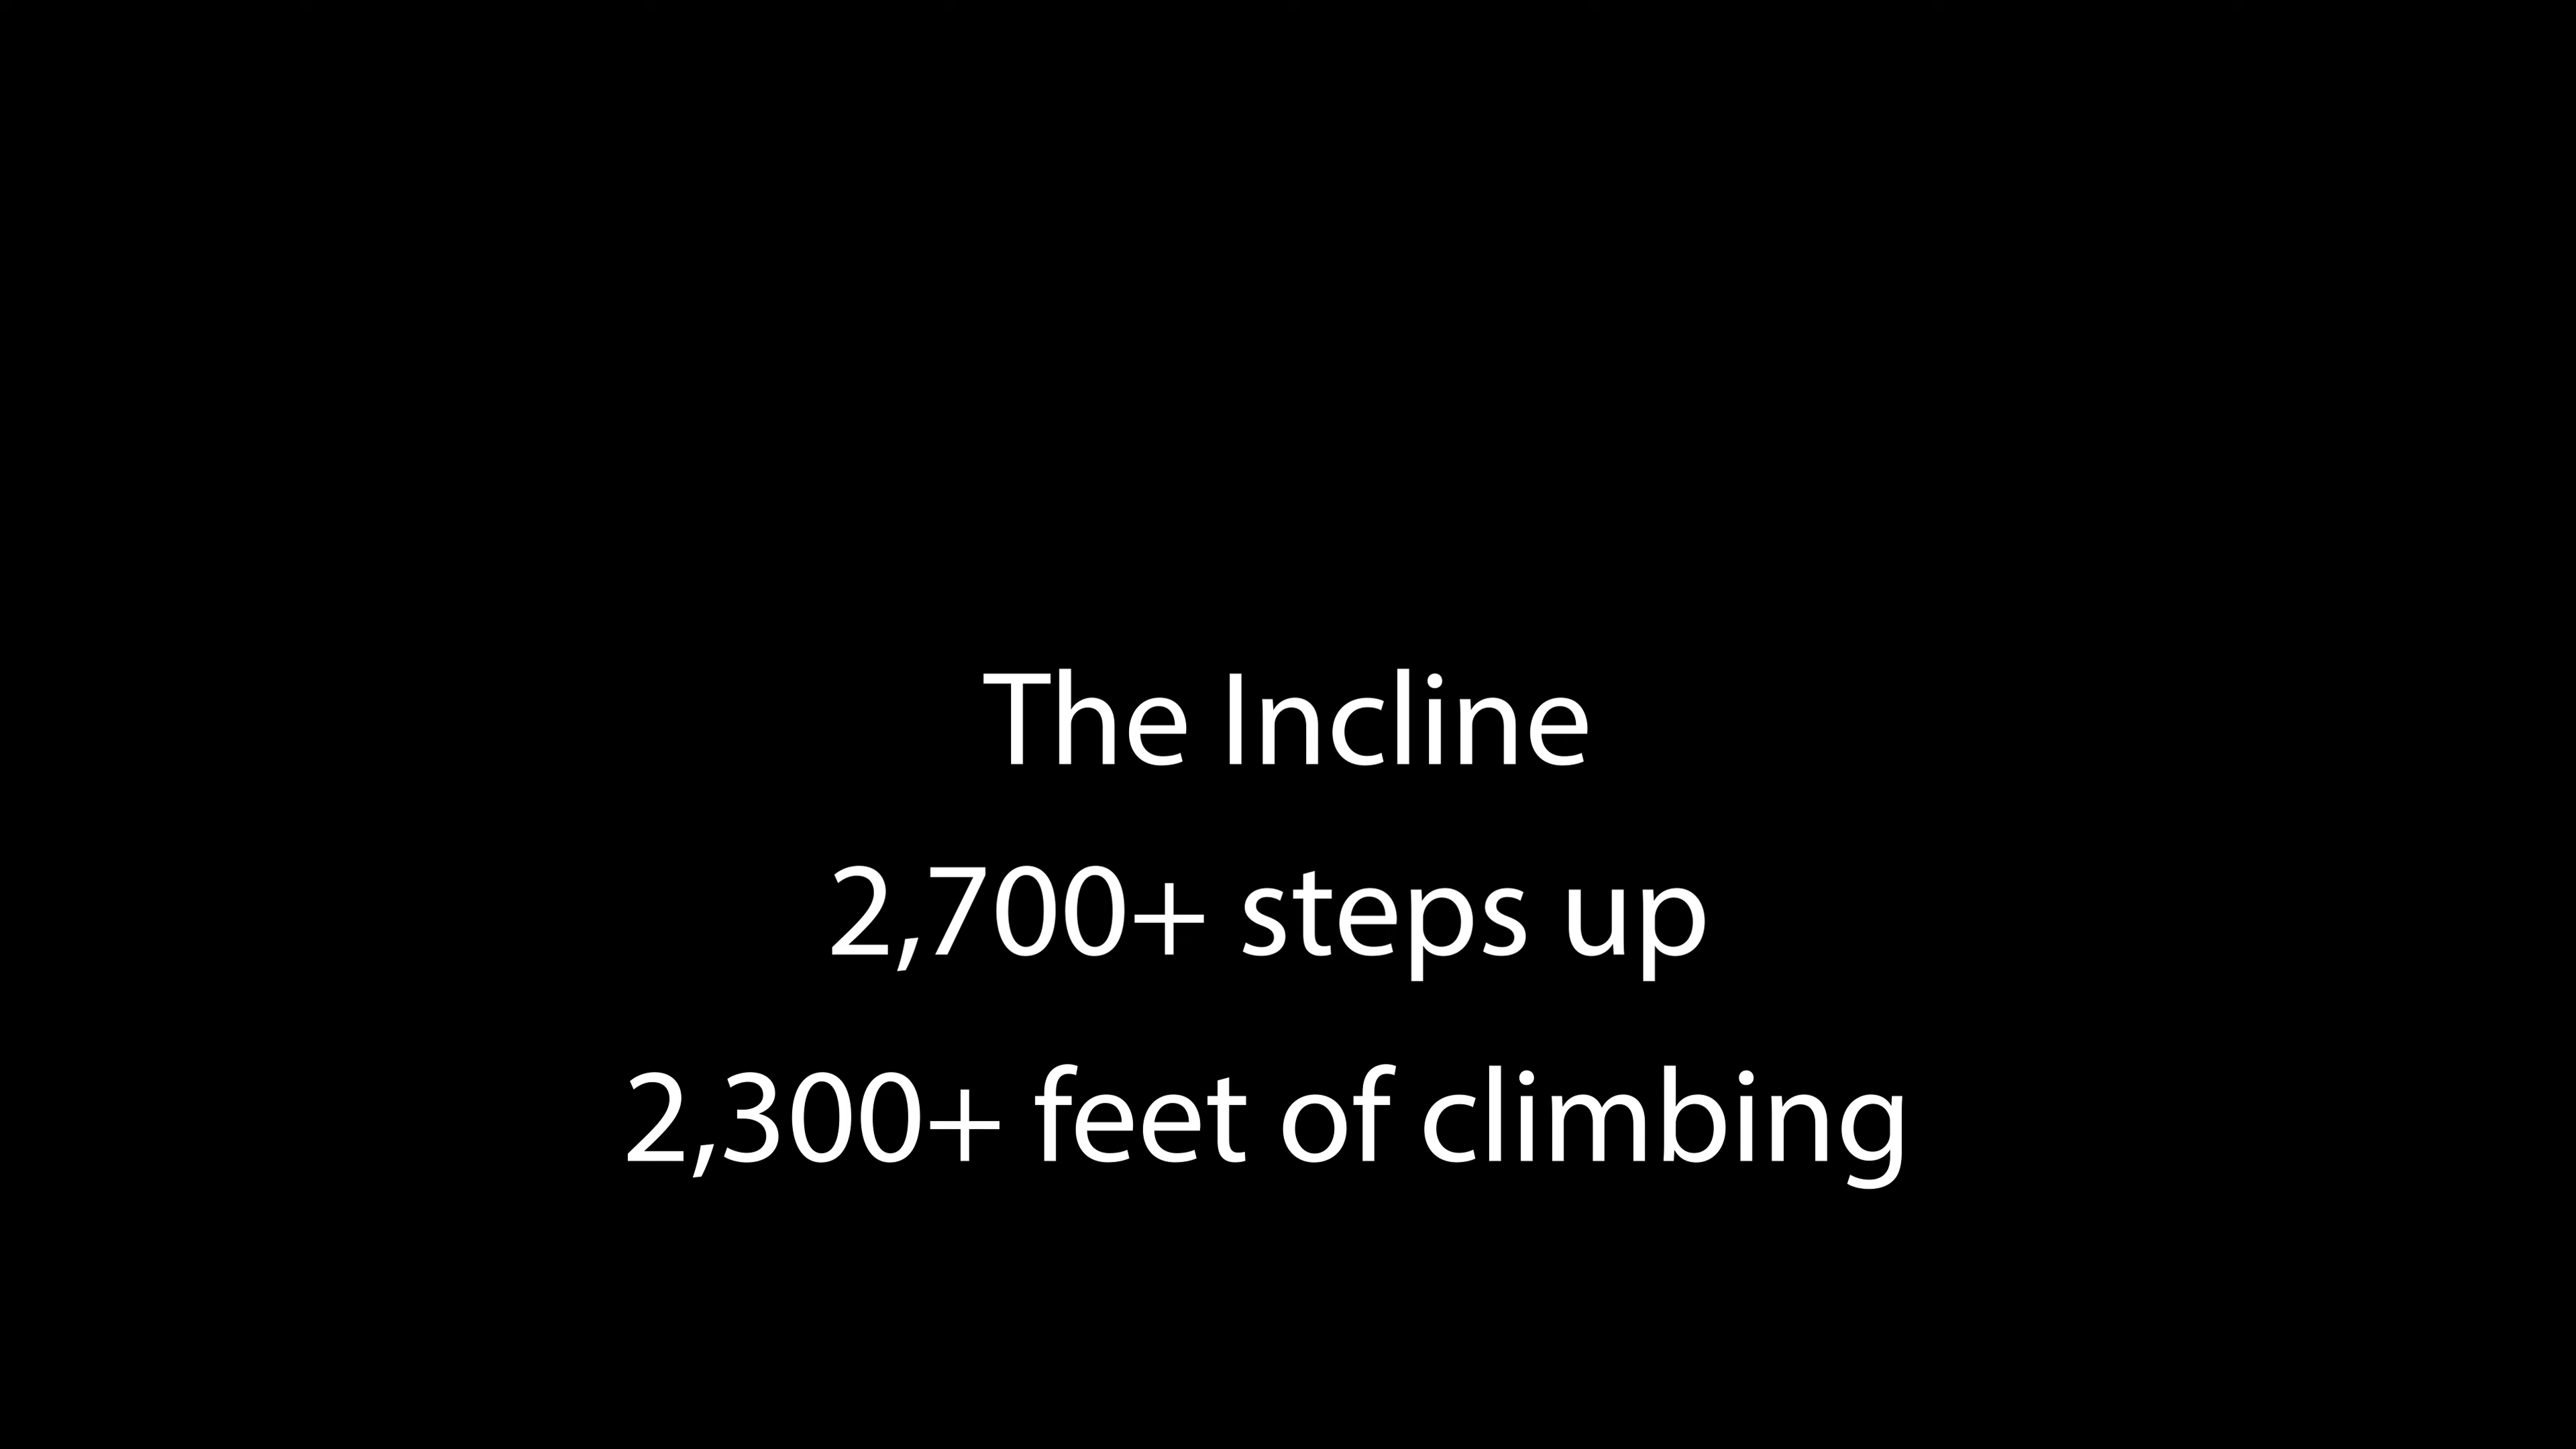 The Incline
2,700+ steps up
2,300+ feet of climbing